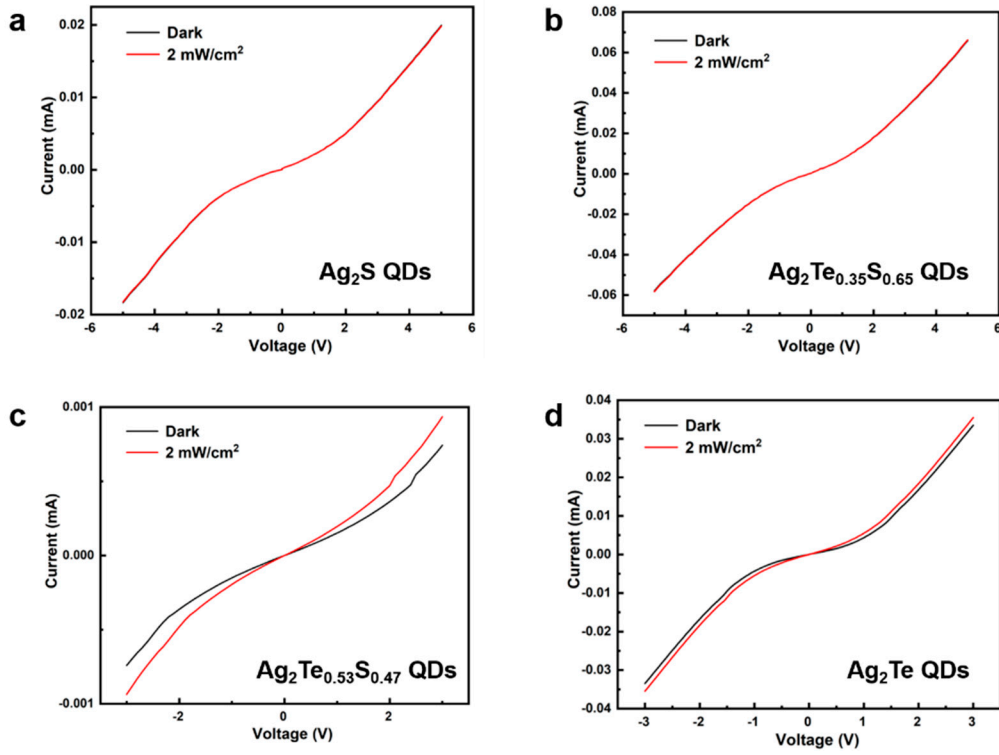 a
Dark
2 mW/cm²
Current (mA)
0.02
0.01
0.00
-0.01
-0.02
-6 -4 -2 0 2 4 6
Voltage (V)
Ag₂S QDs
b
Dark
2 mW/cm²
Current (mA)
0.08
0.06
0.04
0.02
0.00
-0.02
-0.04
-0.06
-6 -4 -2 0 2 4 6
Voltage (V)
Ag₂Te₀.₃₅S₀.₆₅ QDs
c
Dark
2 mW/cm²
Current (mA)
0.001
0.000
-0.001
-2 0 2
Voltage (V)
Ag₂Te₀.₅₃S₀.₄₇ QDs
d
Dark
2 mW/cm²
Current (mA)
0.04
0.03
0.02
0.01
0.00
-0.01
-0.02
-0.03
-0.04
-3 -2 -1 0 1 2 3
Voltage (V)
Ag₂Te QDs